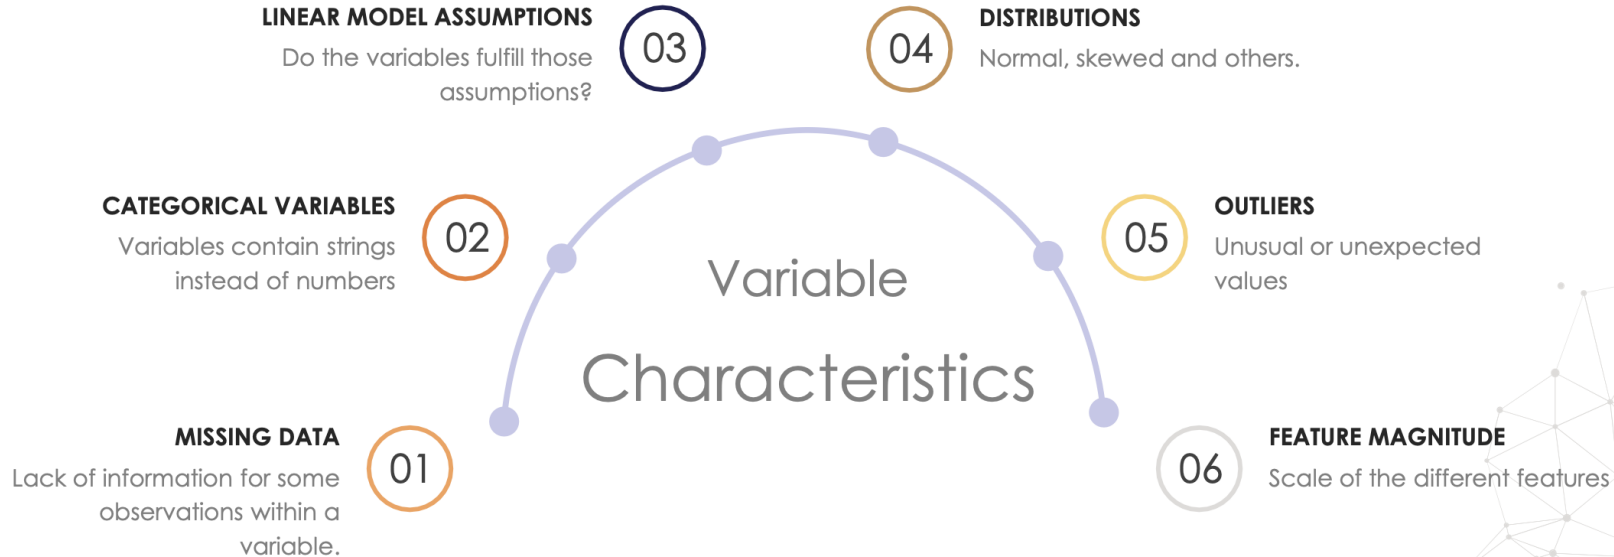 LINEAR MODEL ASSUMPTIONS
Do the variables fulfill those
assumptions?
03
04
DISTRIBUTIONS
Normal, skewed and others.
CATEGORICAL VARIABLES
Variables contain strings
instead of numbers
02
05
OUTLIERS
Unusual or unexpected
values
Variable
Characteristics
MISSING DATA
Lack of information for some
observations within a
variable.
01
06
FEATURE MAGNITUDE
Scale of the different features